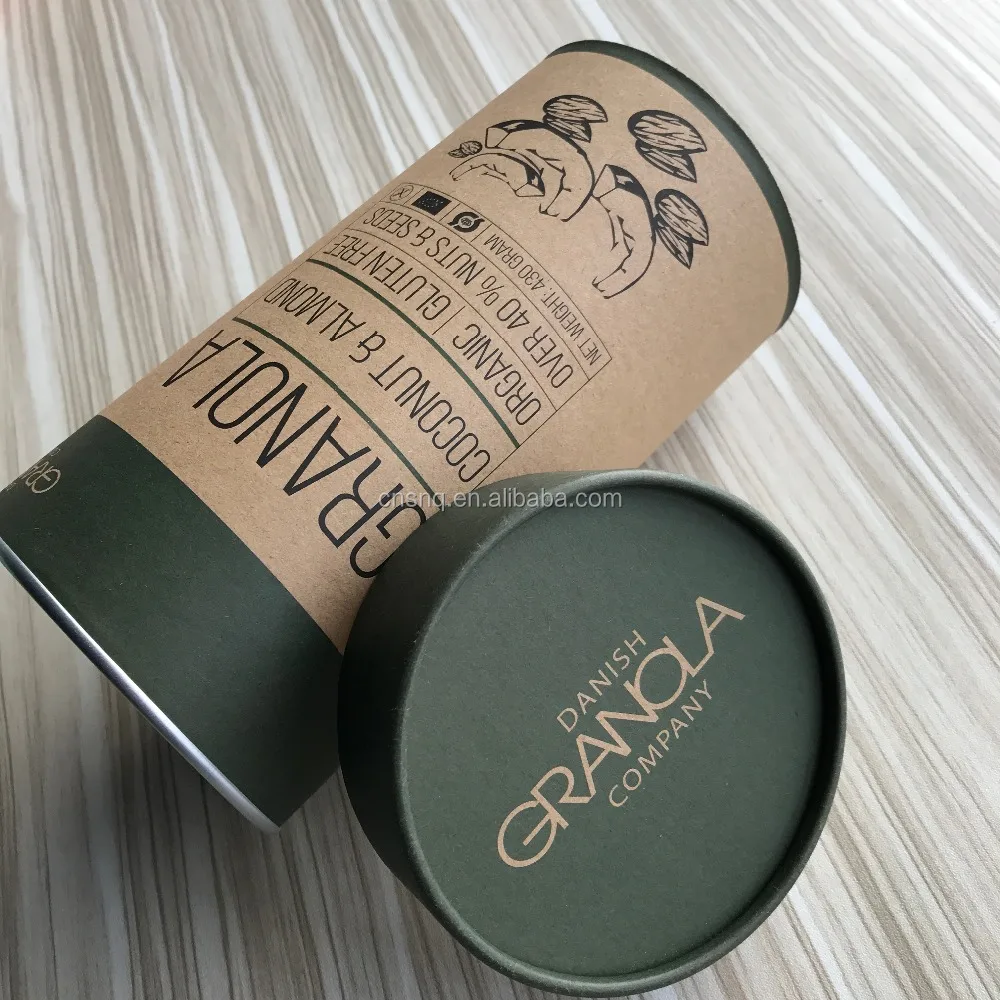 GRANOLA
COCONUT & ALMOND
ORGANIC GLUTEN FREE
OVER 40 % NUTS & SEEDS
NET WEIGHT: 430 GRAM
cnsnq.en.alibaba.com
DANISH
GRANOLA
COMPANY